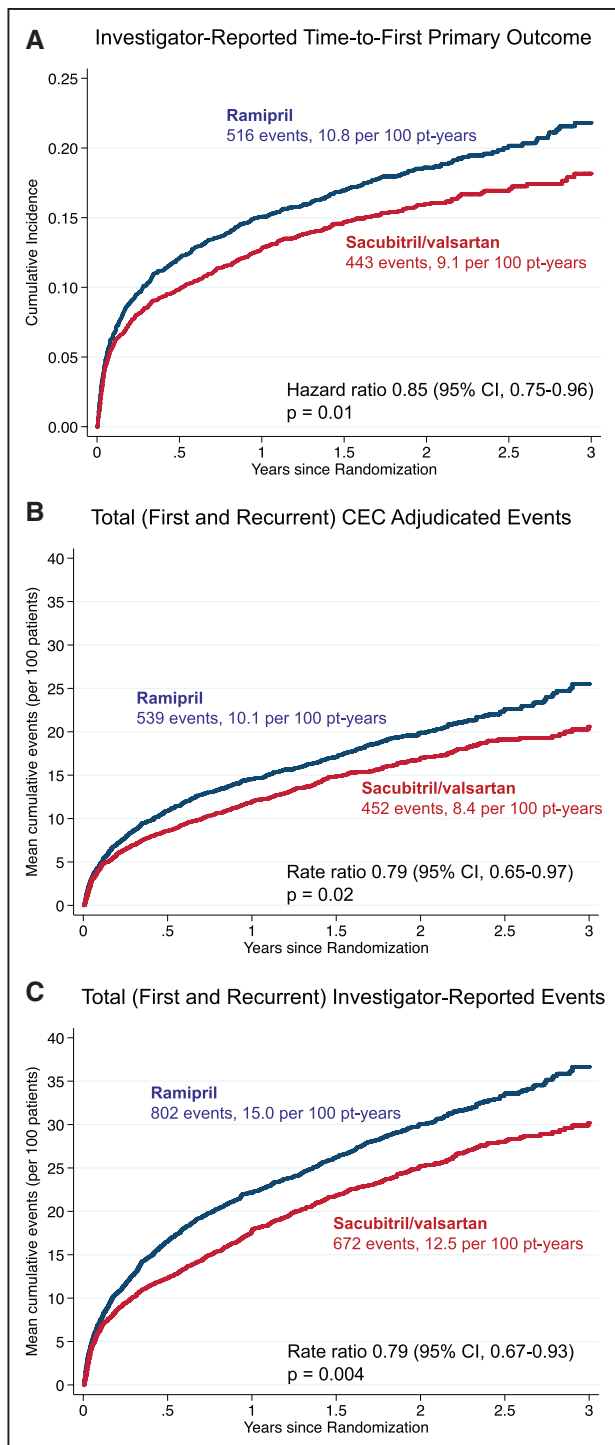 A Investigator-Reported Time-to-First Primary Outcome
0.25
0.20
0.15
0.10
0.05
0.00
Cumulative Incidence
Ramipril
516 events, 10.8 per 100 pt-years
Sacubitril/valsartan
443 events, 9.1 per 100 pt-years
Hazard ratio 0.85 (95% CI, 0.75-0.96)
p = 0.01
0 .5 1 1.5 2 2.5 3
Years since Randomization
B Total (First and Recurrent) CEC Adjudicated Events
40
35
30
25
20
15
10
5
0
Mean cumulative events (per 100 patients)
Ramipril
539 events, 10.1 per 100 pt-years
Sacubitril/valsartan
452 events, 8.4 per 100 pt-years
Rate ratio 0.79 (95% CI, 0.65-0.97)
p = 0.02
0 .5 1 1.5 2 2.5 3
Years since Randomization
C Total (First and Recurrent) Investigator-Reported Events
40
35
30
25
20
15
10
5
0
Mean cumulative events (per 100 patients)
Ramipril
802 events, 15.0 per 100 pt-years
Sacubitril/valsartan
672 events, 12.5 per 100 pt-years
Rate ratio 0.79 (95% CI, 0.67-0.93)
p = 0.004
0 .5 1 1.5 2 2.5 3
Years since Randomization